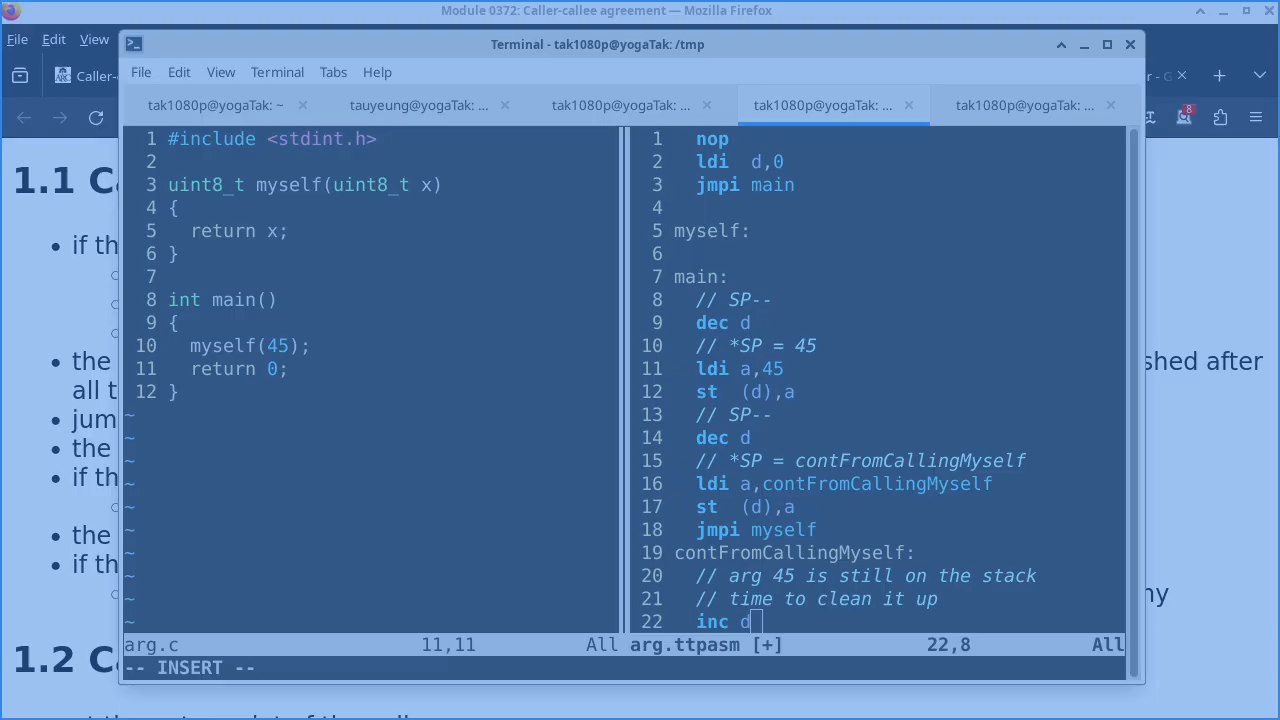 Module 0372: Caller-callee agreement — Mozilla Firefox
File Edit View
Terminal - tak1080p@yogaTak: /tmp
File Edit View Terminal Tabs Help
Caller-
r - G
8
tak1080p@yogaTak: ~
tauyeung@yogaTak: ...
tak1080p@yogaTak: ...
tak1080p@yogaTak: ...
tak1080p@yogaTak: ...
1 #include <stdint.h>
2
3 uint8_t myself(uint8_t x)
4 {
5   return x;
6 }
7
8 int main()
9 {
10   myself(45);
11   return 0;
12 }
~
~
~
~
~
~
~
~
~
~
arg.c 11,11 All
-- INSERT --
1   nop
2   ldi  d,0
3   jmpi main
4
5 myself:
6
7 main:
8   // SP--
9   dec d
10   // *SP = 45
11   ldi a,45
12   st  (d),a
13   // SP--
14   dec d
15   // *SP = contFromCallingMyself
16   ldi a,contFromCallingMyself
17   st  (d),a
18   jmpi myself
19 contFromCallingMyself:
20   // arg 45 is still on the stack
21   // time to clean it up
22   inc d
arg.ttpasm [+] 22,8 All
1.1 C
if th
the
shed after
all t
jum
the
if th
the
if th
ny
1.2 C